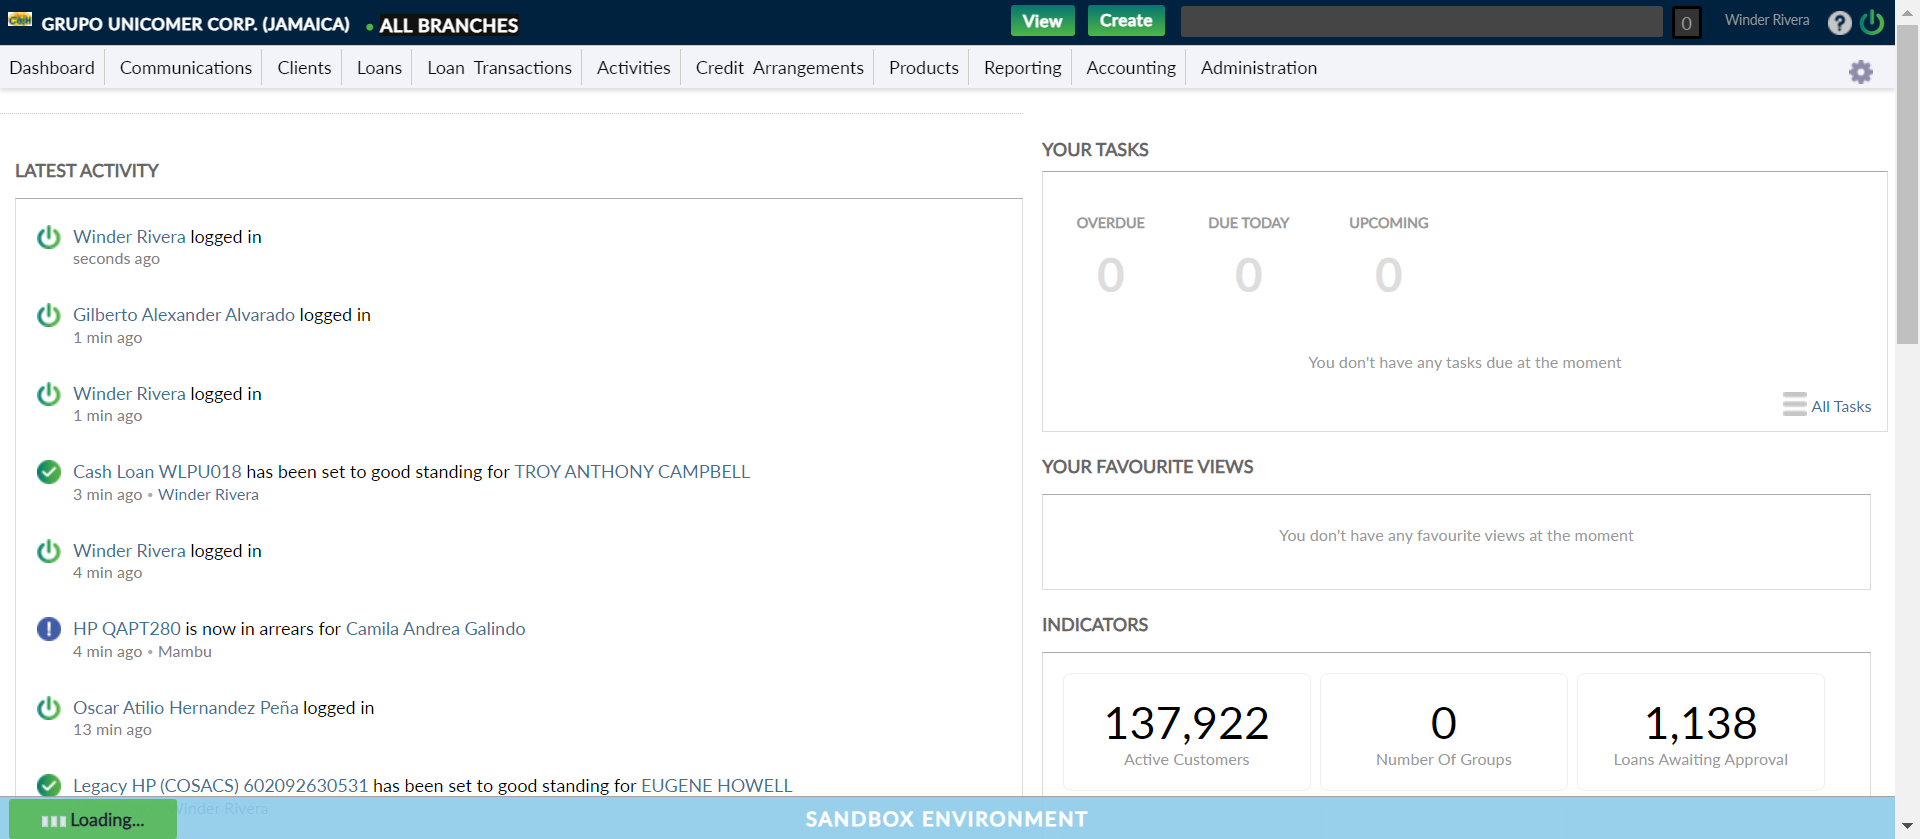 Cash
GRUPO UNICOMER CORP. (JAMAICA) • ALL BRANCHES
View
Create
0
Winder Rivera
?
Dashboard
Communications
Clients
Loans
Loan Transactions
Activities
Credit Arrangements
Products
Reporting
Accounting
Administration
LATEST ACTIVITY
Winder Rivera logged in
seconds ago
Gilberto Alexander Alvarado logged in
1 min ago
Winder Rivera logged in
1 min ago
Cash Loan WLPU018 has been set to good standing for TROY ANTHONY CAMPBELL
3 min ago • Winder Rivera
Winder Rivera logged in
4 min ago
HP QAPT280 is now in arrears for Camila Andrea Galindo
4 min ago • Mambu
Oscar Atilio Hernandez Peña logged in
13 min ago
Legacy HP (COSACS) 602092630531 has been set to good standing for EUGENE HOWELL
Winder Rivera
YOUR TASKS
OVERDUE
0
DUE TODAY
0
UPCOMING
0
You don't have any tasks due at the moment
All Tasks
YOUR FAVOURITE VIEWS
You don't have any favourite views at the moment
INDICATORS
137,922
Active Customers
0
Number Of Groups
1,138
Loans Awaiting Approval
Loading...
SANDBOX ENVIRONMENT